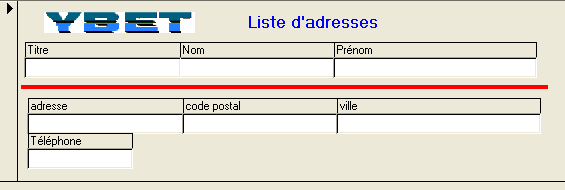 YBET Liste d'adresses
Titre Nom Prénom
adresse code postal ville
Téléphone